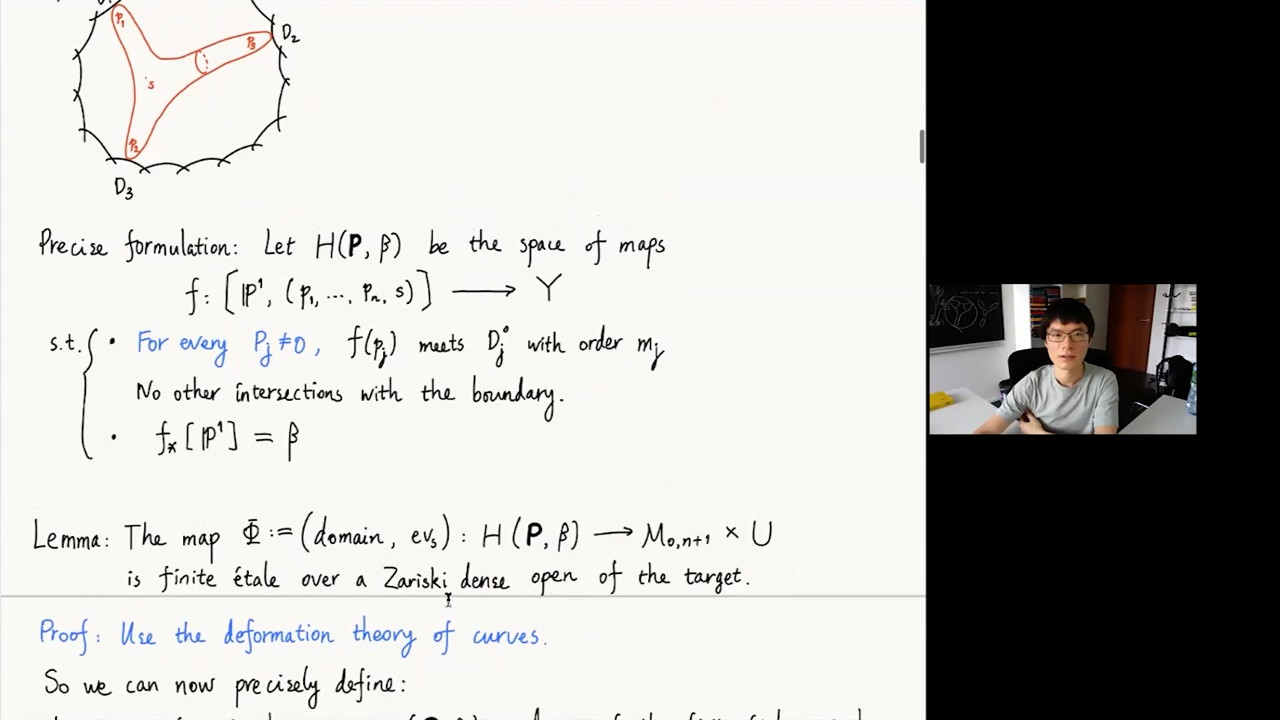 P₁
P₃
D₂
s
P₂
D₃
Precise formulation: Let H(𝐏, β) be the space of maps
f: [ℙ¹, (p₁, ..., pₙ, s)] ⟶ Y
s.t. { • For every Pⱼ≠0, f(pⱼ) meets Dⱼ° with order mⱼ
No other intersections with the boundary.
• f⁎[ℙ¹] = β
Lemma: The map Φ := (domain, evₛ) : H(𝐏, β) ⟶ M₀,ₙ₊₁ × U
is finite étale over a Zariski dense open of the target.
Proof: Use the deformation theory of curves.
So we can now precisely define: